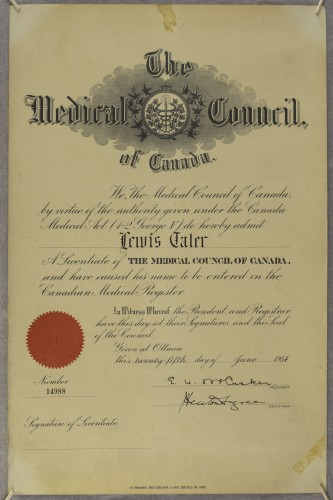 The
Medical Council.
of Canada.
We, the Medical Council of Canada,
by virtue of the authority given under the Canada
Medical Act (1-2 George V) do hereby admit
Lewis Tater
A Licentiate of THE MEDICAL COUNCIL OF CANADA,
and have caused his name to be entered in the
Canadian Medical Register
In Witness Whereof the President, and Registrar
have this day set their Signatures and the Seal
of the Council.
Given at Ottawa
this twenty fifth day of June
PRESIDENT
Number
14988
REGISTRAR
Signature of Licentiate